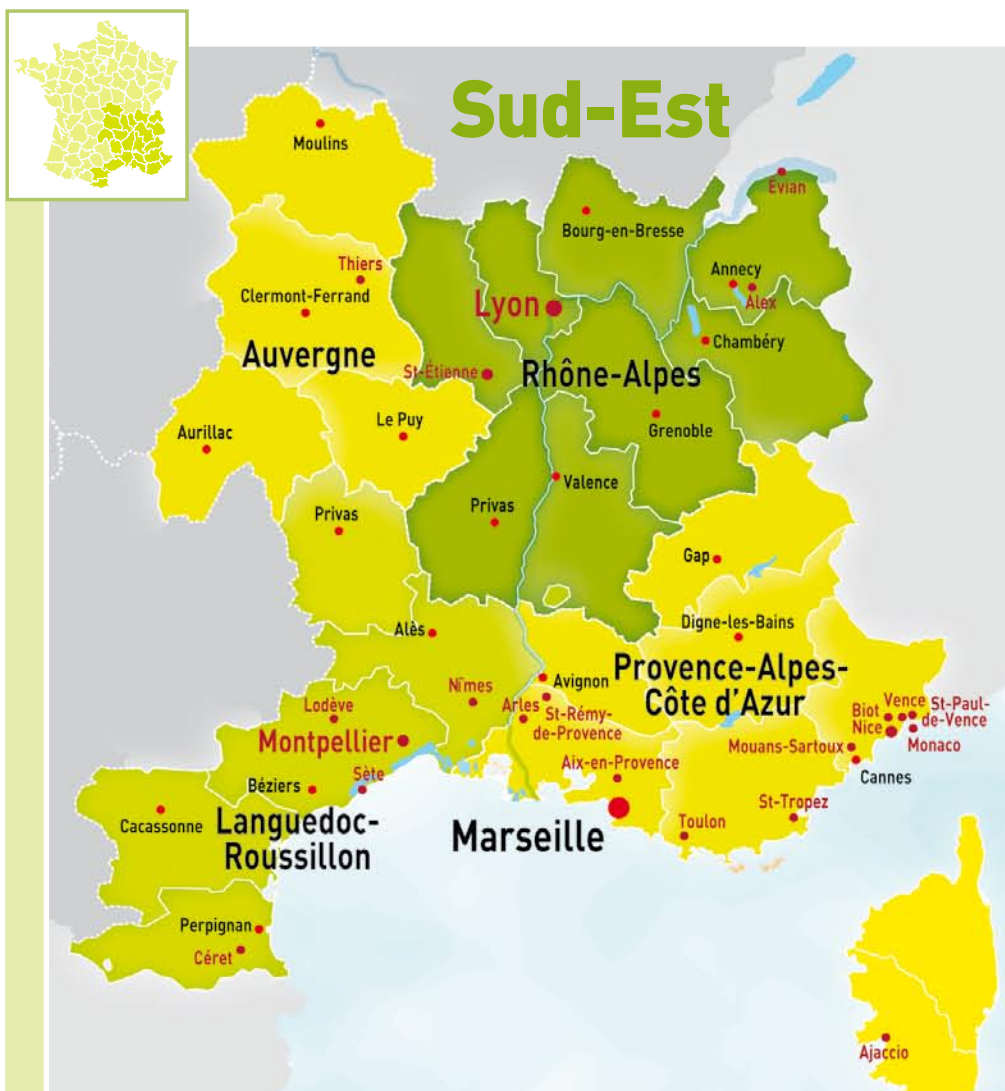 Sud-Est
Moulins
Evian
Bourg-en-Bresse
Thiers
Annecy
Alex
Clermont-Ferrand
Lyon
Chambéry
Auvergne
St-Étienne
Rhône-Alpes
Le Puy
Aurillac
Grenoble
Valence
Privas
Privas
Gap
Alès
Digne-les-Bains
Avignon
Provence-Alpes-
Côte d'Azur
Nîmes
Arles
St-Rémy-
de-Provence
Lodève
Vence
St-Paul-
de-Vence
Biot
Nice
Monaco
Montpellier
Mouans-Sartoux
Aix-en-Provence
Cannes
Béziers
Sète
St-Tropez
Cacassonne
Languedoc-
Roussillon
Marseille
Toulon
Perpignan
Céret
Ajaccio